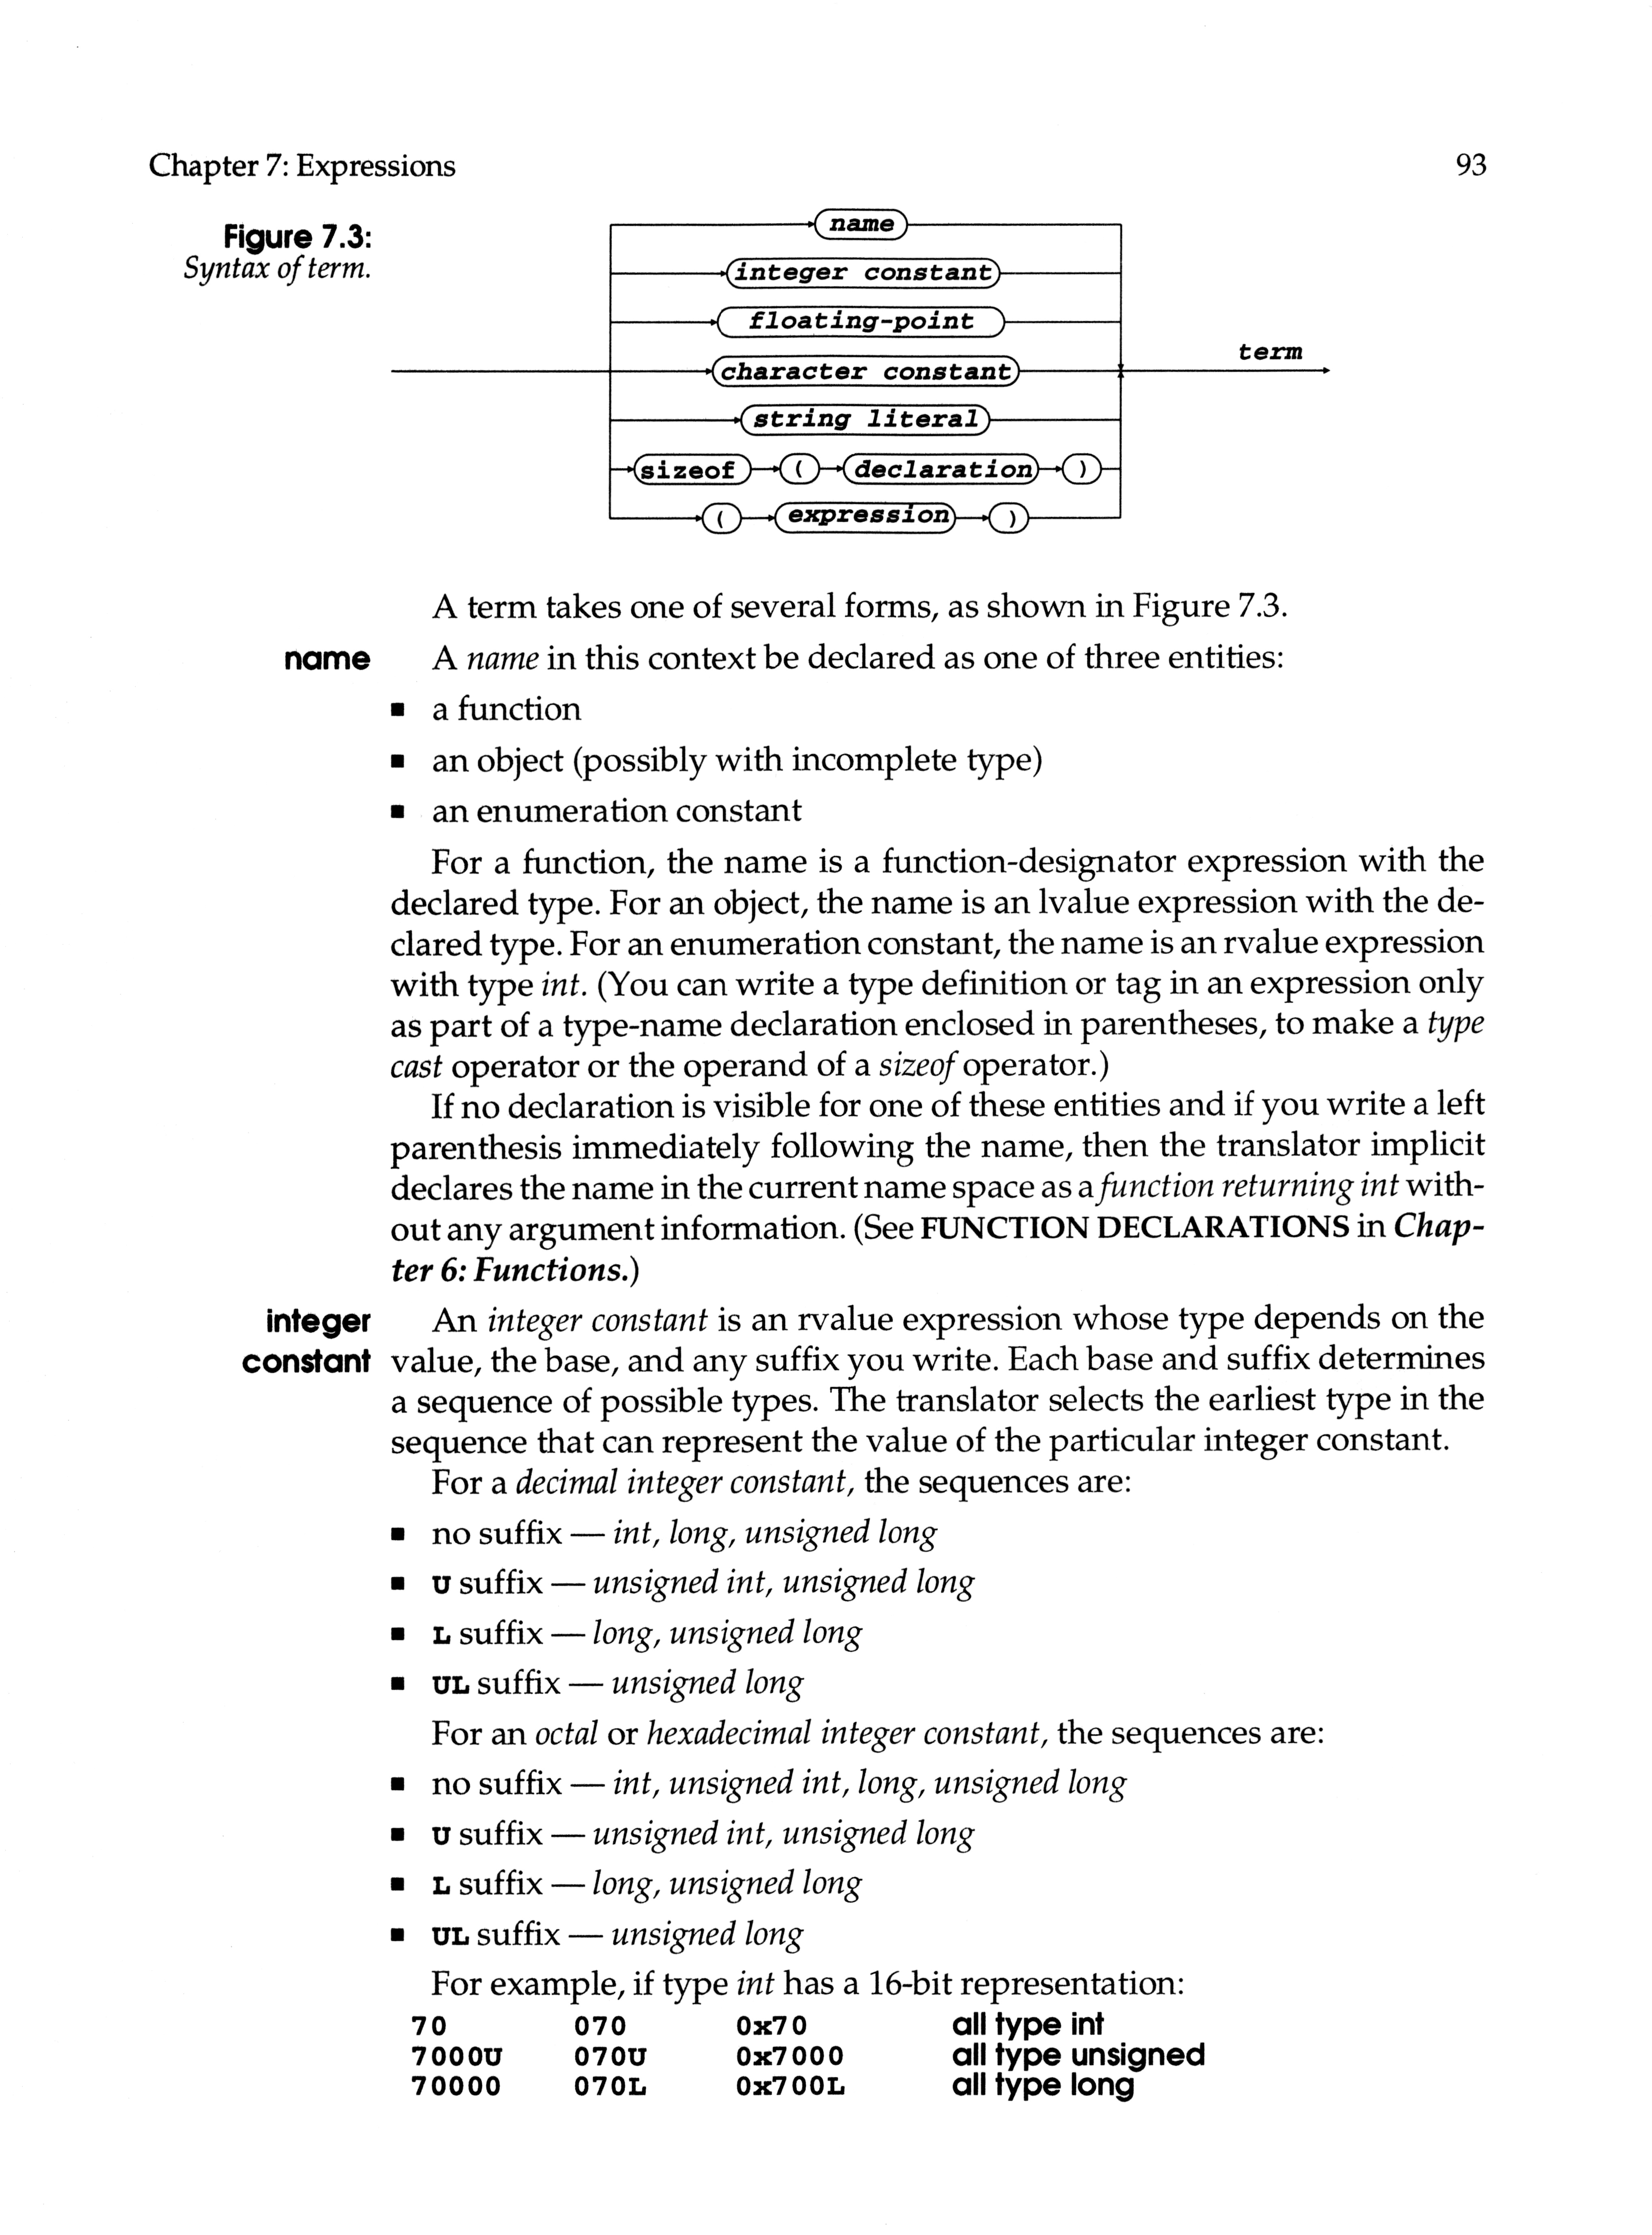 Chapter 7: Expressions 93
Figure 7.3:
Syntax of term.
name
integer constant
floating-point
character constant
term
string literal
sizeof ( declaration )
( expression )
A term takes one of several forms, as shown in Figure 7.3.
name A name in this context be declared as one of three entities:
▪ a function
▪ an object (possibly with incomplete type)
▪ an enumeration constant
For a function, the name is a function-designator expression with the
declared type. For an object, the name is an lvalue expression with the de-
clared type. For an enumeration constant, the name is an rvalue expression
with type int. (You can write a type definition or tag in an expression only
as part of a type-name declaration enclosed in parentheses, to make a type
cast operator or the operand of a sizeof operator.)
If no declaration is visible for one of these entities and if you write a left
parenthesis immediately following the name, then the translator implicit
declares the name in the current name space as a function returning int with-
out any argument information. (See FUNCTION DECLARATIONS in Chap-
ter 6: Functions.)
integer An integer constant is an rvalue expression whose type depends on the
constant value, the base, and any suffix you write. Each base and suffix determines
a sequence of possible types. The translator selects the earliest type in the
sequence that can represent the value of the particular integer constant.
For a decimal integer constant, the sequences are:
▪ no suffix — int, long, unsigned long
▪ U suffix — unsigned int, unsigned long
▪ L suffix — long, unsigned long
▪ UL suffix — unsigned long
For an octal or hexadecimal integer constant, the sequences are:
▪ no suffix — int, unsigned int, long, unsigned long
▪ U suffix — unsigned int, unsigned long
▪ L suffix — long, unsigned long
▪ UL suffix — unsigned long
For example, if type int has a 16-bit representation:
70 070 0x70 all type int
7000U 070U 0x7000 all type unsigned
70000 070L 0x700L all type long